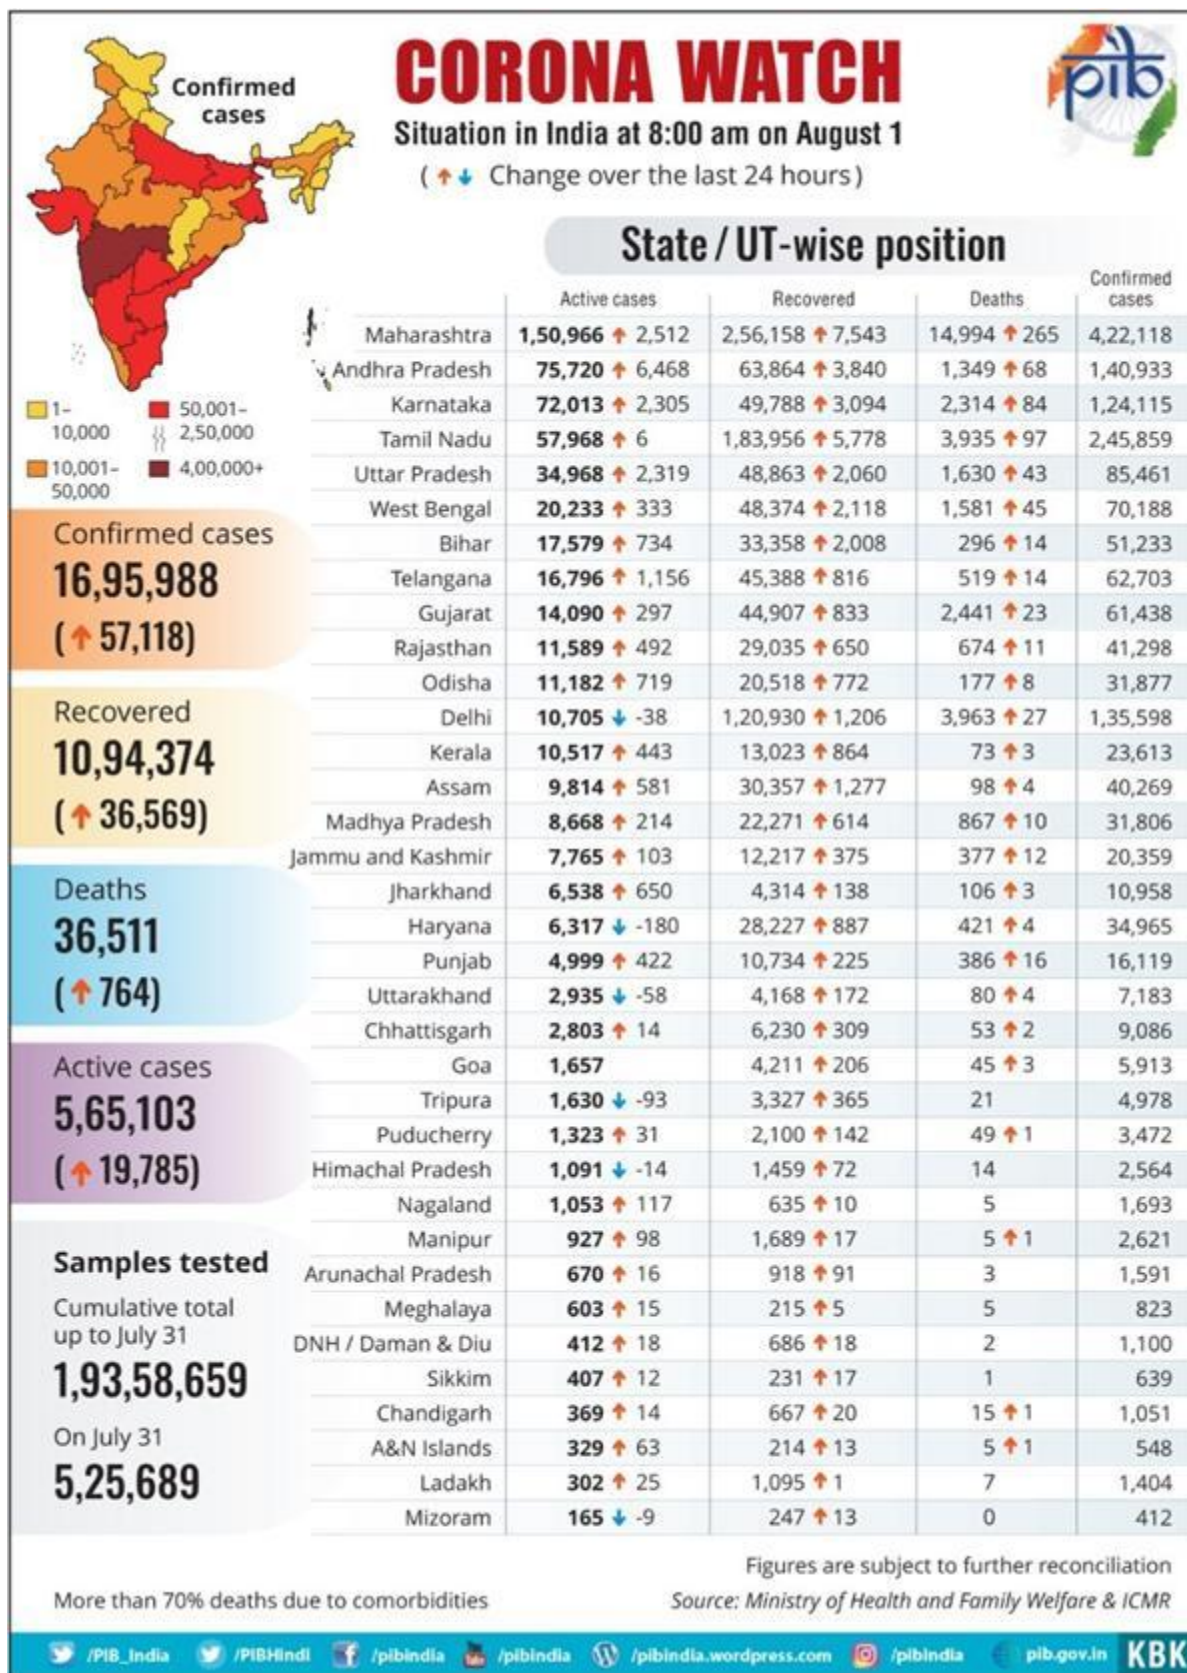 Confirmed
cases
CORONA WATCH
Situation in India at 8:00 am on August 1
( ↑ ↓ Change over the last 24 hours )
pib
1–
10,000
50,001–
2,50,000
10,001–
50,000
4,00,000+
Confirmed cases
16,95,988
(↑ 57,118)
Recovered
10,94,374
(↑ 36,569)
Deaths
36,511
(↑ 764)
Active cases
5,65,103
(↑ 19,785)
Samples tested
Cumulative total
up to July 31
1,93,58,659
On July 31
5,25,689
State / UT-wise position
Active cases Recovered Deaths Confirmed cases
Maharashtra 1,50,966 ↑ 2,512 2,56,158 ↑ 7,543 14,994 ↑ 265 4,22,118
Andhra Pradesh 75,720 ↑ 6,468 63,864 ↑ 3,840 1,349 ↑ 68 1,40,933
Karnataka 72,013 ↑ 2,305 49,788 ↑ 3,094 2,314 ↑ 84 1,24,115
Tamil Nadu 57,968 ↑ 6 1,83,956 ↑ 5,778 3,935 ↑ 97 2,45,859
Uttar Pradesh 34,968 ↑ 2,319 48,863 ↑ 2,060 1,630 ↑ 43 85,461
West Bengal 20,233 ↑ 333 48,374 ↑ 2,118 1,581 ↑ 45 70,188
Bihar 17,579 ↑ 734 33,358 ↑ 2,008 296 ↑ 14 51,233
Telangana 16,796 ↑ 1,156 45,388 ↑ 816 519 ↑ 14 62,703
Gujarat 14,090 ↑ 297 44,907 ↑ 833 2,441 ↑ 23 61,438
Rajasthan 11,589 ↑ 492 29,035 ↑ 650 674 ↑ 11 41,298
Odisha 11,182 ↑ 719 20,518 ↑ 772 177 ↑ 8 31,877
Delhi 10,705 ↓ -38 1,20,930 ↑ 1,206 3,963 ↑ 27 1,35,598
Kerala 10,517 ↑ 443 13,023 ↑ 864 73 ↑ 3 23,613
Assam 9,814 ↑ 581 30,357 ↑ 1,277 98 ↑ 4 40,269
Madhya Pradesh 8,668 ↑ 214 22,271 ↑ 614 867 ↑ 10 31,806
Jammu and Kashmir 7,765 ↑ 103 12,217 ↑ 375 377 ↑ 12 20,359
Jharkhand 6,538 ↑ 650 4,314 ↑ 138 106 ↑ 3 10,958
Haryana 6,317 ↓ -180 28,227 ↑ 887 421 ↑ 4 34,965
Punjab 4,999 ↑ 422 10,734 ↑ 225 386 ↑ 16 16,119
Uttarakhand 2,935 ↓ -58 4,168 ↑ 172 80 ↑ 4 7,183
Chhattisgarh 2,803 ↑ 14 6,230 ↑ 309 53 ↑ 2 9,086
Goa 1,657 4,211 ↑ 206 45 ↑ 3 5,913
Tripura 1,630 ↓ -93 3,327 ↑ 365 21 4,978
Puducherry 1,323 ↑ 31 2,100 ↑ 142 49 ↑ 1 3,472
Himachal Pradesh 1,091 ↓ -14 1,459 ↑ 72 14 2,564
Nagaland 1,053 ↑ 117 635 ↑ 10 5 1,693
Manipur 927 ↑ 98 1,689 ↑ 17 5 ↑ 1 2,621
Arunachal Pradesh 670 ↑ 16 918 ↑ 91 3 1,591
Meghalaya 603 ↑ 15 215 ↑ 5 5 823
DNH / Daman & Diu 412 ↑ 18 686 ↑ 18 2 1,100
Sikkim 407 ↑ 12 231 ↑ 17 1 639
Chandigarh 369 ↑ 14 667 ↑ 20 15 ↑ 1 1,051
A&N Islands 329 ↑ 63 214 ↑ 13 5 ↑ 1 548
Ladakh 302 ↑ 25 1,095 ↑ 1 7 1,404
Mizoram 165 ↓ -9 247 ↑ 13 0 412
Figures are subject to further reconciliation
More than 70% deaths due to comorbidities
Source: Ministry of Health and Family Welfare & ICMR
/PIB_India /PIBHindi /pibindia /pibindia /pibindia.wordpress.com /pibindia pib.gov.in KBK